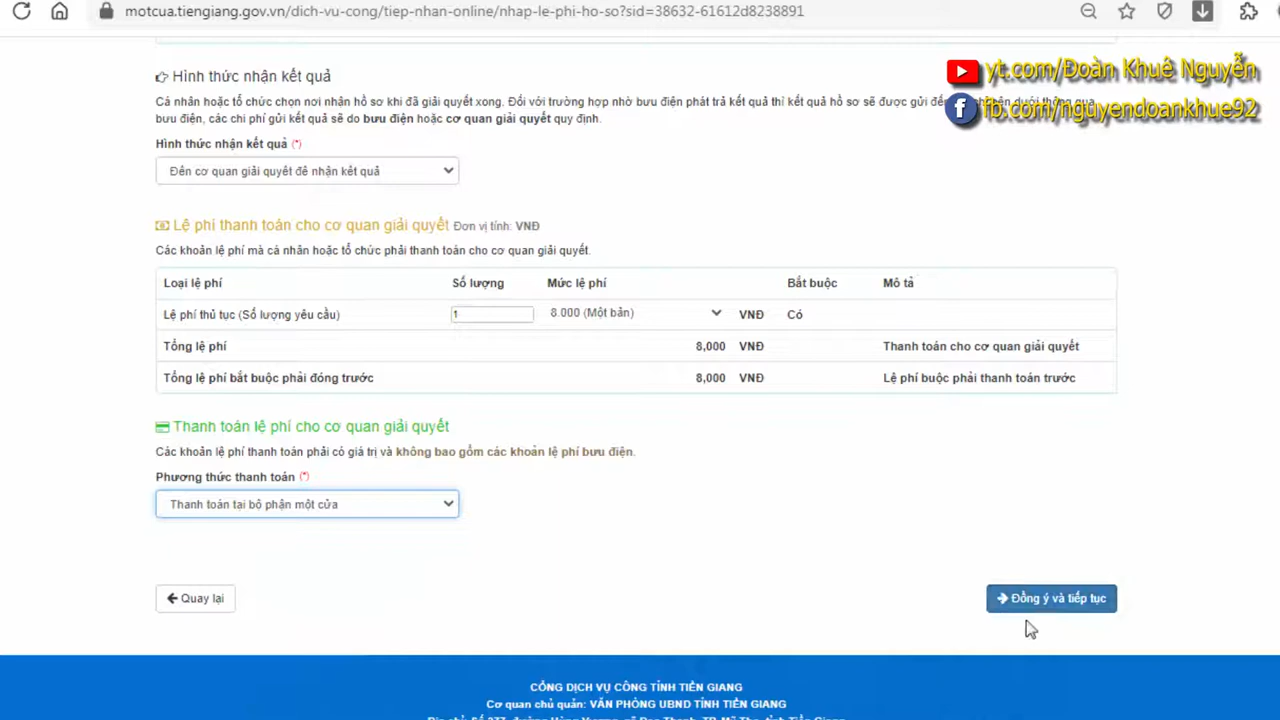 motcua.tiengiang.gov.vn/dich-vu-cong/tiep-nhan-online/nhap-le-phi-ho-so?sid=38632-61612d8238891
yt.com/Đoàn Khuê Nguyễn
fb.com/nguyendoankhue92
Hình thức nhận kết quả
Cá nhân hoặc tổ chức chọn nơi nhận hồ sơ khi đã giải quyết xong. Đối với trường hợp nhờ bưu điện phát trả kết quả thì kết quả hồ sơ sẽ được gửi
bưu điện, các chi phí gửi kết quả sẽ do bưu điện hoặc cơ quan giải quyết quy định.
Hình thức nhận kết quả (*)
Đến cơ quan giải quyết để nhận kết quả
Lệ phí thanh toán cho cơ quan giải quyết Đơn vị tính: VNĐ
Các khoản lệ phí mà cá nhân hoặc tổ chức phải thanh toán cho cơ quan giải quyết.
Loại lệ phí Số lượng Mức lệ phí Bắt buộc Mô tả
Lệ phí thủ tục (Số lượng yêu cầu) 1 8.000 (Một bản) VNĐ Có
Tổng lệ phí 8,000 VNĐ Thanh toán cho cơ quan giải quyết
Tổng lệ phí bắt buộc phải đóng trước 8,000 VNĐ Lệ phí buộc phải thanh toán trước
Thanh toán lệ phí cho cơ quan giải quyết
Các khoản lệ phí thanh toán phải có giá trị và không bao gồm các khoản lệ phí bưu điện.
Phương thức thanh toán (*)
Thanh toán tại bộ phận một cửa
Quay lại
Đồng ý và tiếp tục
CỔNG DỊCH VỤ CÔNG TỈNH TIỀN GIANG
Cơ quan chủ quản: VĂN PHÒNG UBND TỈNH TIỀN GIANG